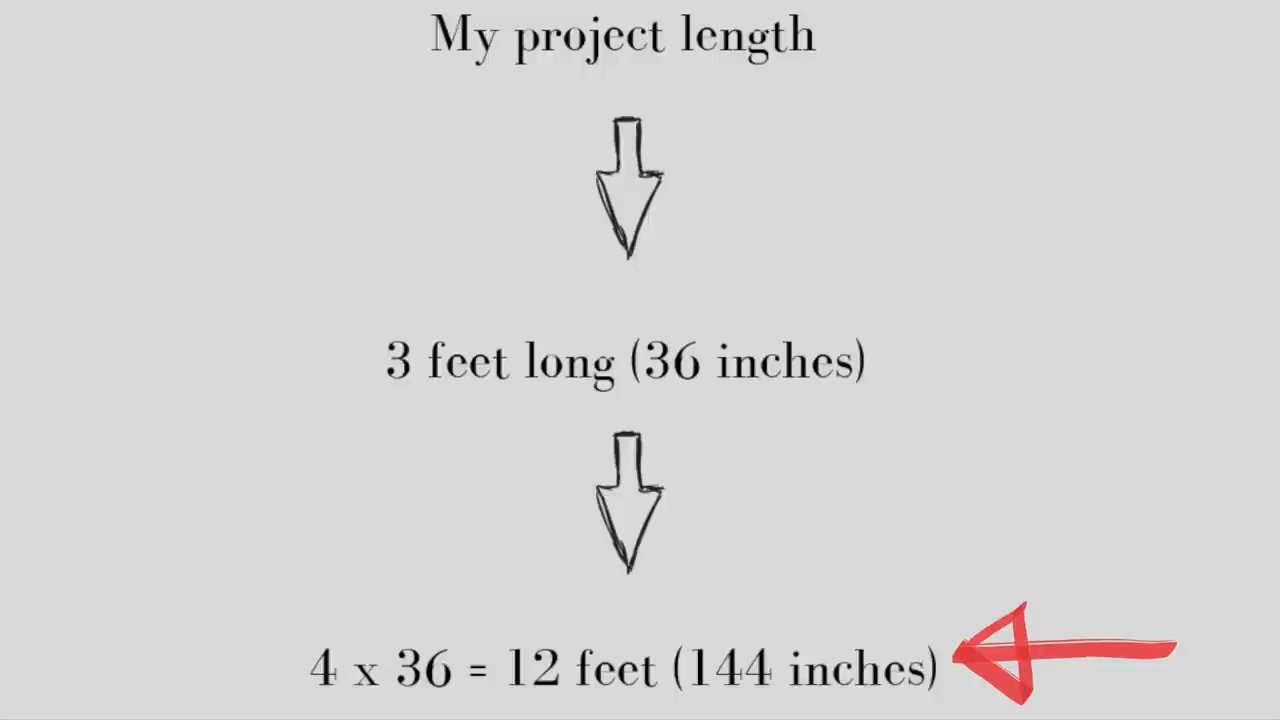 My project length
3 feet long (36 inches)
4 x 36 = 12 feet (144 inches)